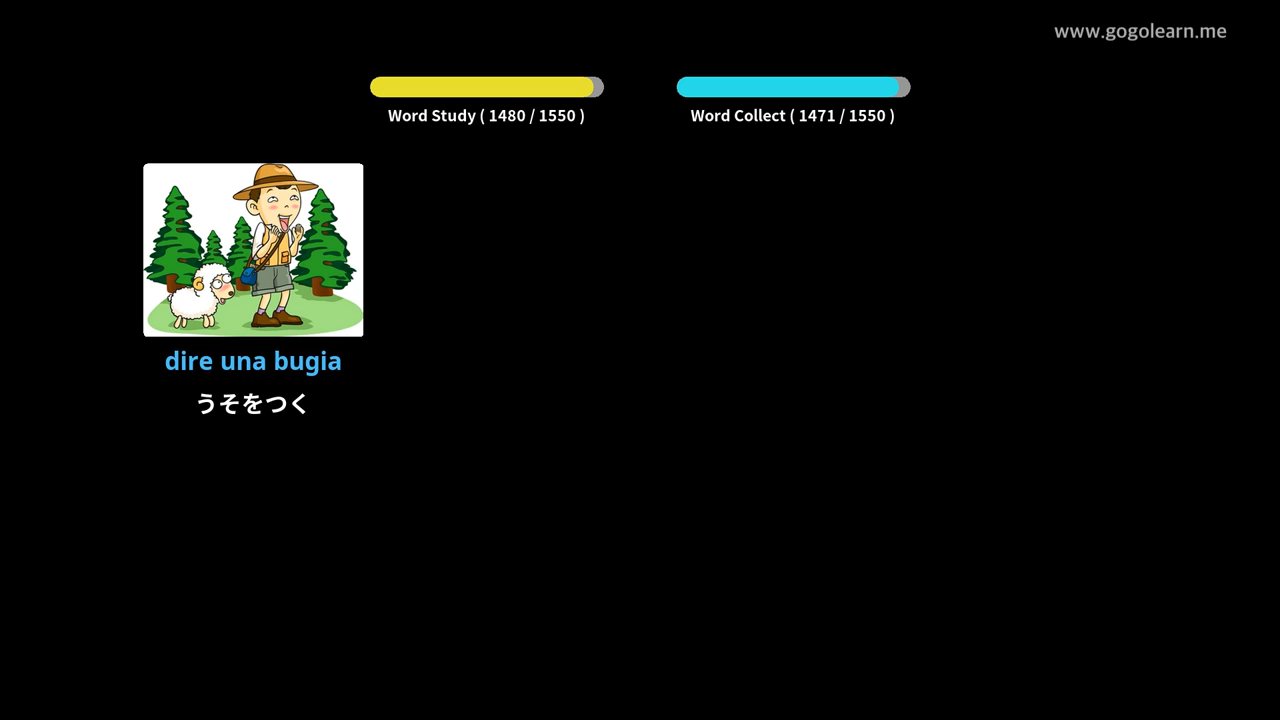 www.gogolearn.me
Word Study ( 1480 / 1550 )
Word Collect ( 1471 / 1550 )
dire una bugia
うそをつく